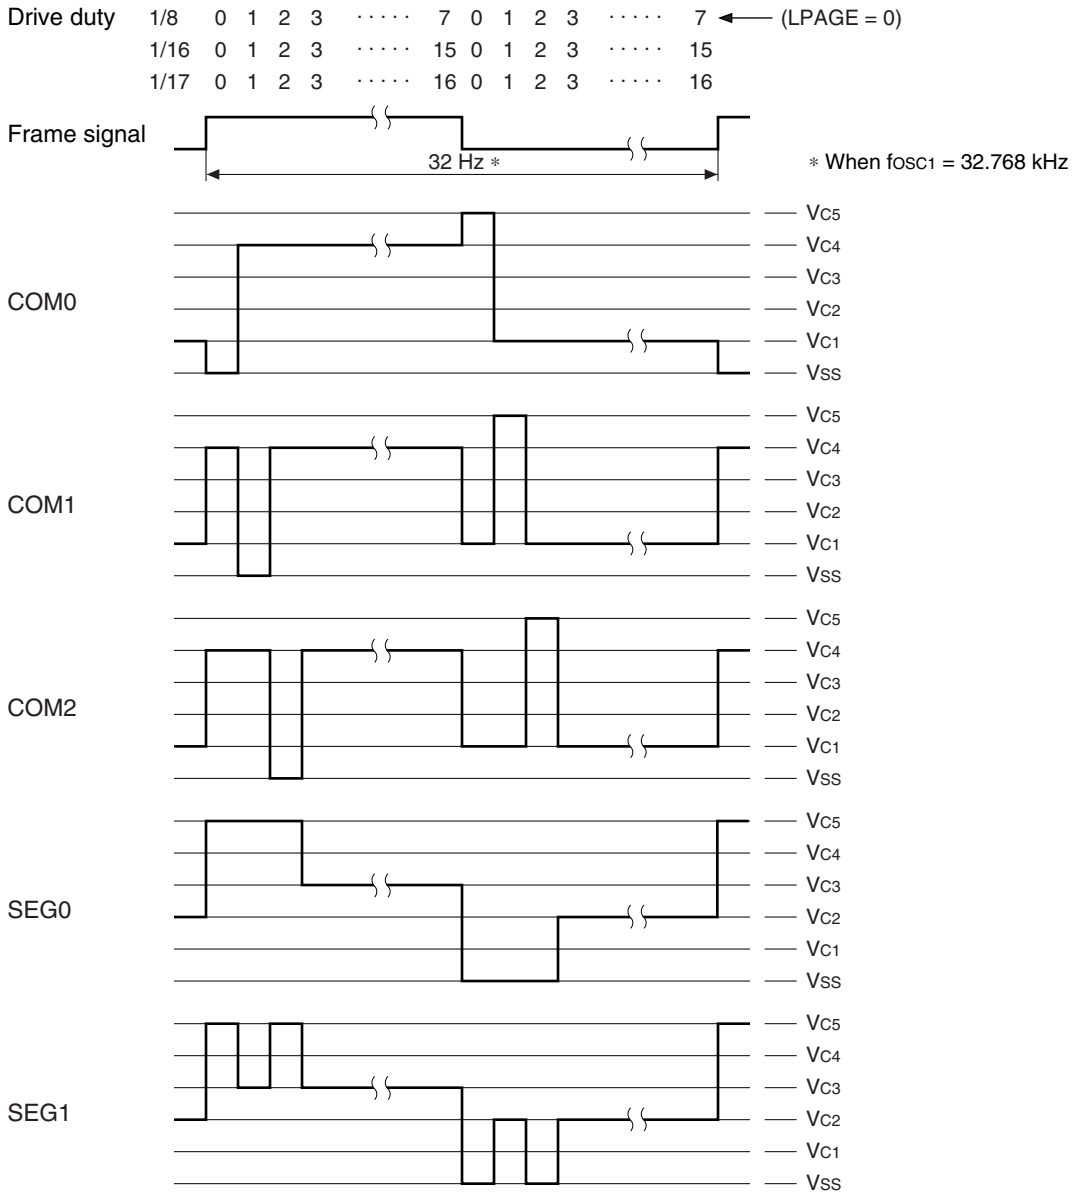 Drive duty 1/8 0 1 2 3 ····· 7 0 1 2 3 ····· 7 (LPAGE = 0)
1/16 0 1 2 3 ····· 15 0 1 2 3 ····· 15
1/17 0 1 2 3 ····· 16 0 1 2 3 ····· 16
Frame signal
32 Hz *
* When fOSC1 = 32.768 kHz
COM0
VC5
VC4
VC3
VC2
VC1
VSS
COM1
VC5
VC4
VC3
VC2
VC1
VSS
COM2
VC5
VC4
VC3
VC2
VC1
VSS
SEG0
VC5
VC4
VC3
VC2
VC1
VSS
SEG1
VC5
VC4
VC3
VC2
VC1
VSS